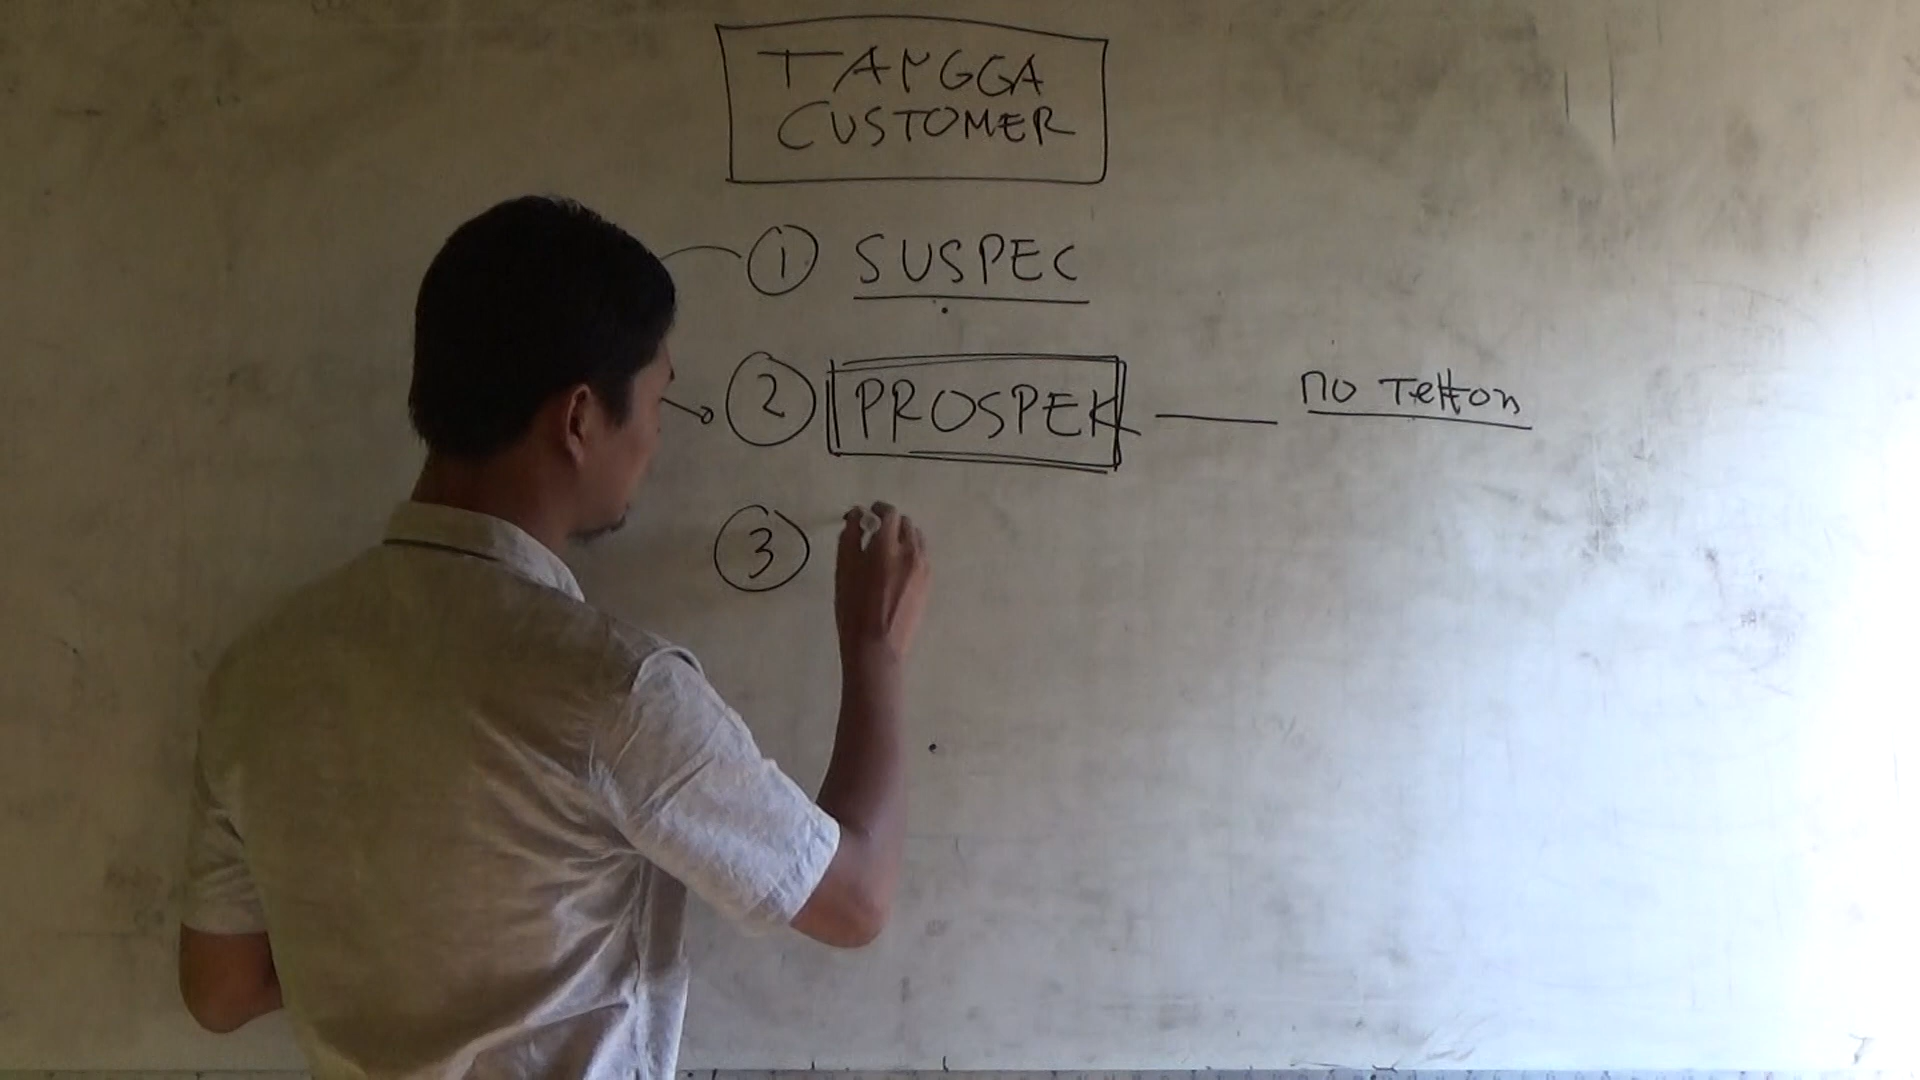 TANGGA
CUSTOMER
1 SUSPEC
2 PROSPEK no Telfon
3